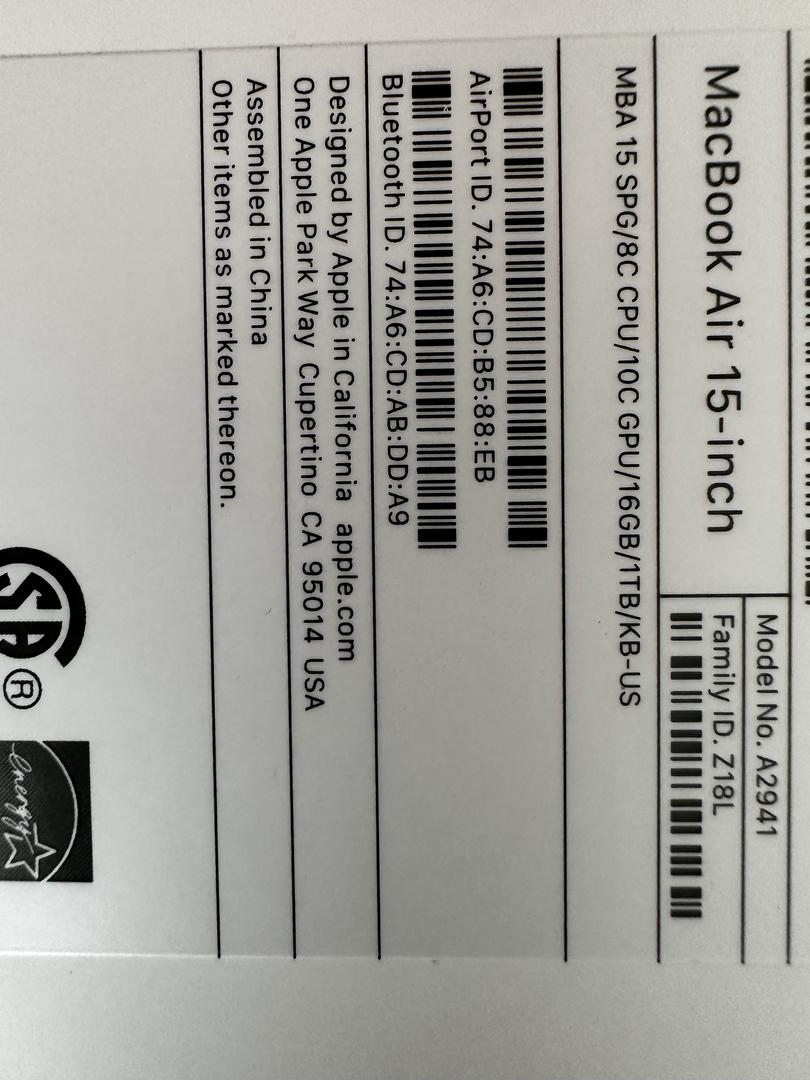 MacBook Air 15-inch
Model No. A2941
Family ID. Z18L
MBA 15 SPG/8C CPU/10C GPU/16GB/1TB/KB-US
AirPort ID. 74:A6:CD:B5:88:EB
Bluetooth ID. 74:A6:CD:AB:DD:A9
Designed by Apple in California apple.com
One Apple Park Way Cupertino CA 95014 USA
Assembled in China
Other items as marked thereon.
SA ®
energy